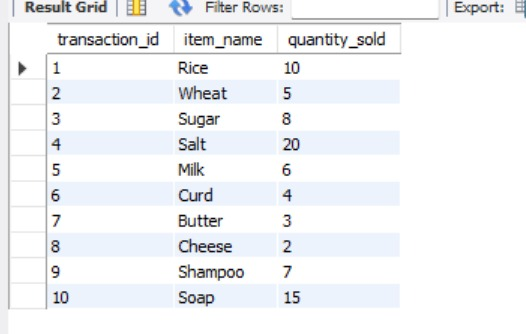 Result Grid Filter Rows: Export:
transaction_id item_name quantity_sold
1 Rice 10
2 Wheat 5
3 Sugar 8
4 Salt 20
5 Milk 6
6 Curd 4
7 Butter 3
8 Cheese 2
9 Shampoo 7
10 Soap 15